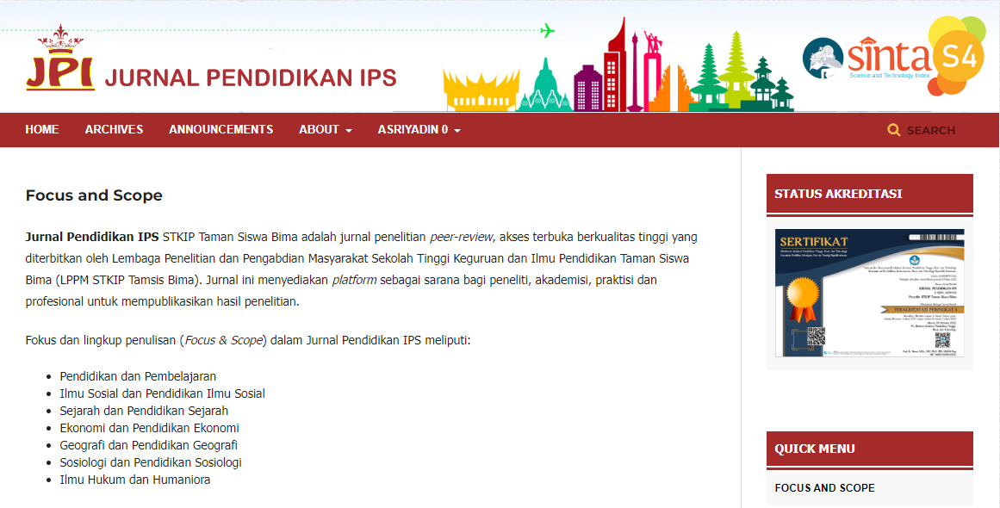 JPI JURNAL PENDIDIKAN IPS
sinta
Science and Technology Index
S4
HOME ARCHIVES ANNOUNCEMENTS ABOUT ASRIYADIN 0 SEARCH
Focus and Scope
Jurnal Pendidikan IPS STKIP Taman Siswa Bima adalah jurnal penelitian peer-review, akses terbuka berkualitas tinggi yang
diterbitkan oleh Lembaga Penelitian dan Pengabdian Masyarakat Sekolah Tinggi Keguruan dan Ilmu Pendidikan Taman Siswa
Bima (LPPM STKIP Tamsis Bima). Jurnal ini menyediakan platform sebagai sarana bagi peneliti, akademisi, praktisi dan
profesional untuk mempublikasikan hasil penelitian.
Fokus dan lingkup penulisan (Focus & Scope) dalam Jurnal Pendidikan IPS meliputi:
Pendidikan dan Pembelajaran
Ilmu Sosial dan Pendidikan Ilmu Sosial
Sejarah dan Pendidikan Sejarah
Ekonomi dan Pendidikan Ekonomi
Geografi dan Pendidikan Geografi
Sosiologi dan Pendidikan Sosiologi
Ilmu Hukum dan Humaniora
STATUS AKREDITASI
SERTIFIKAT
JURNAL PENDIDIKAN IPS
TERAKREDITASI PERINGKAT 4
QUICK MENU
FOCUS AND SCOPE